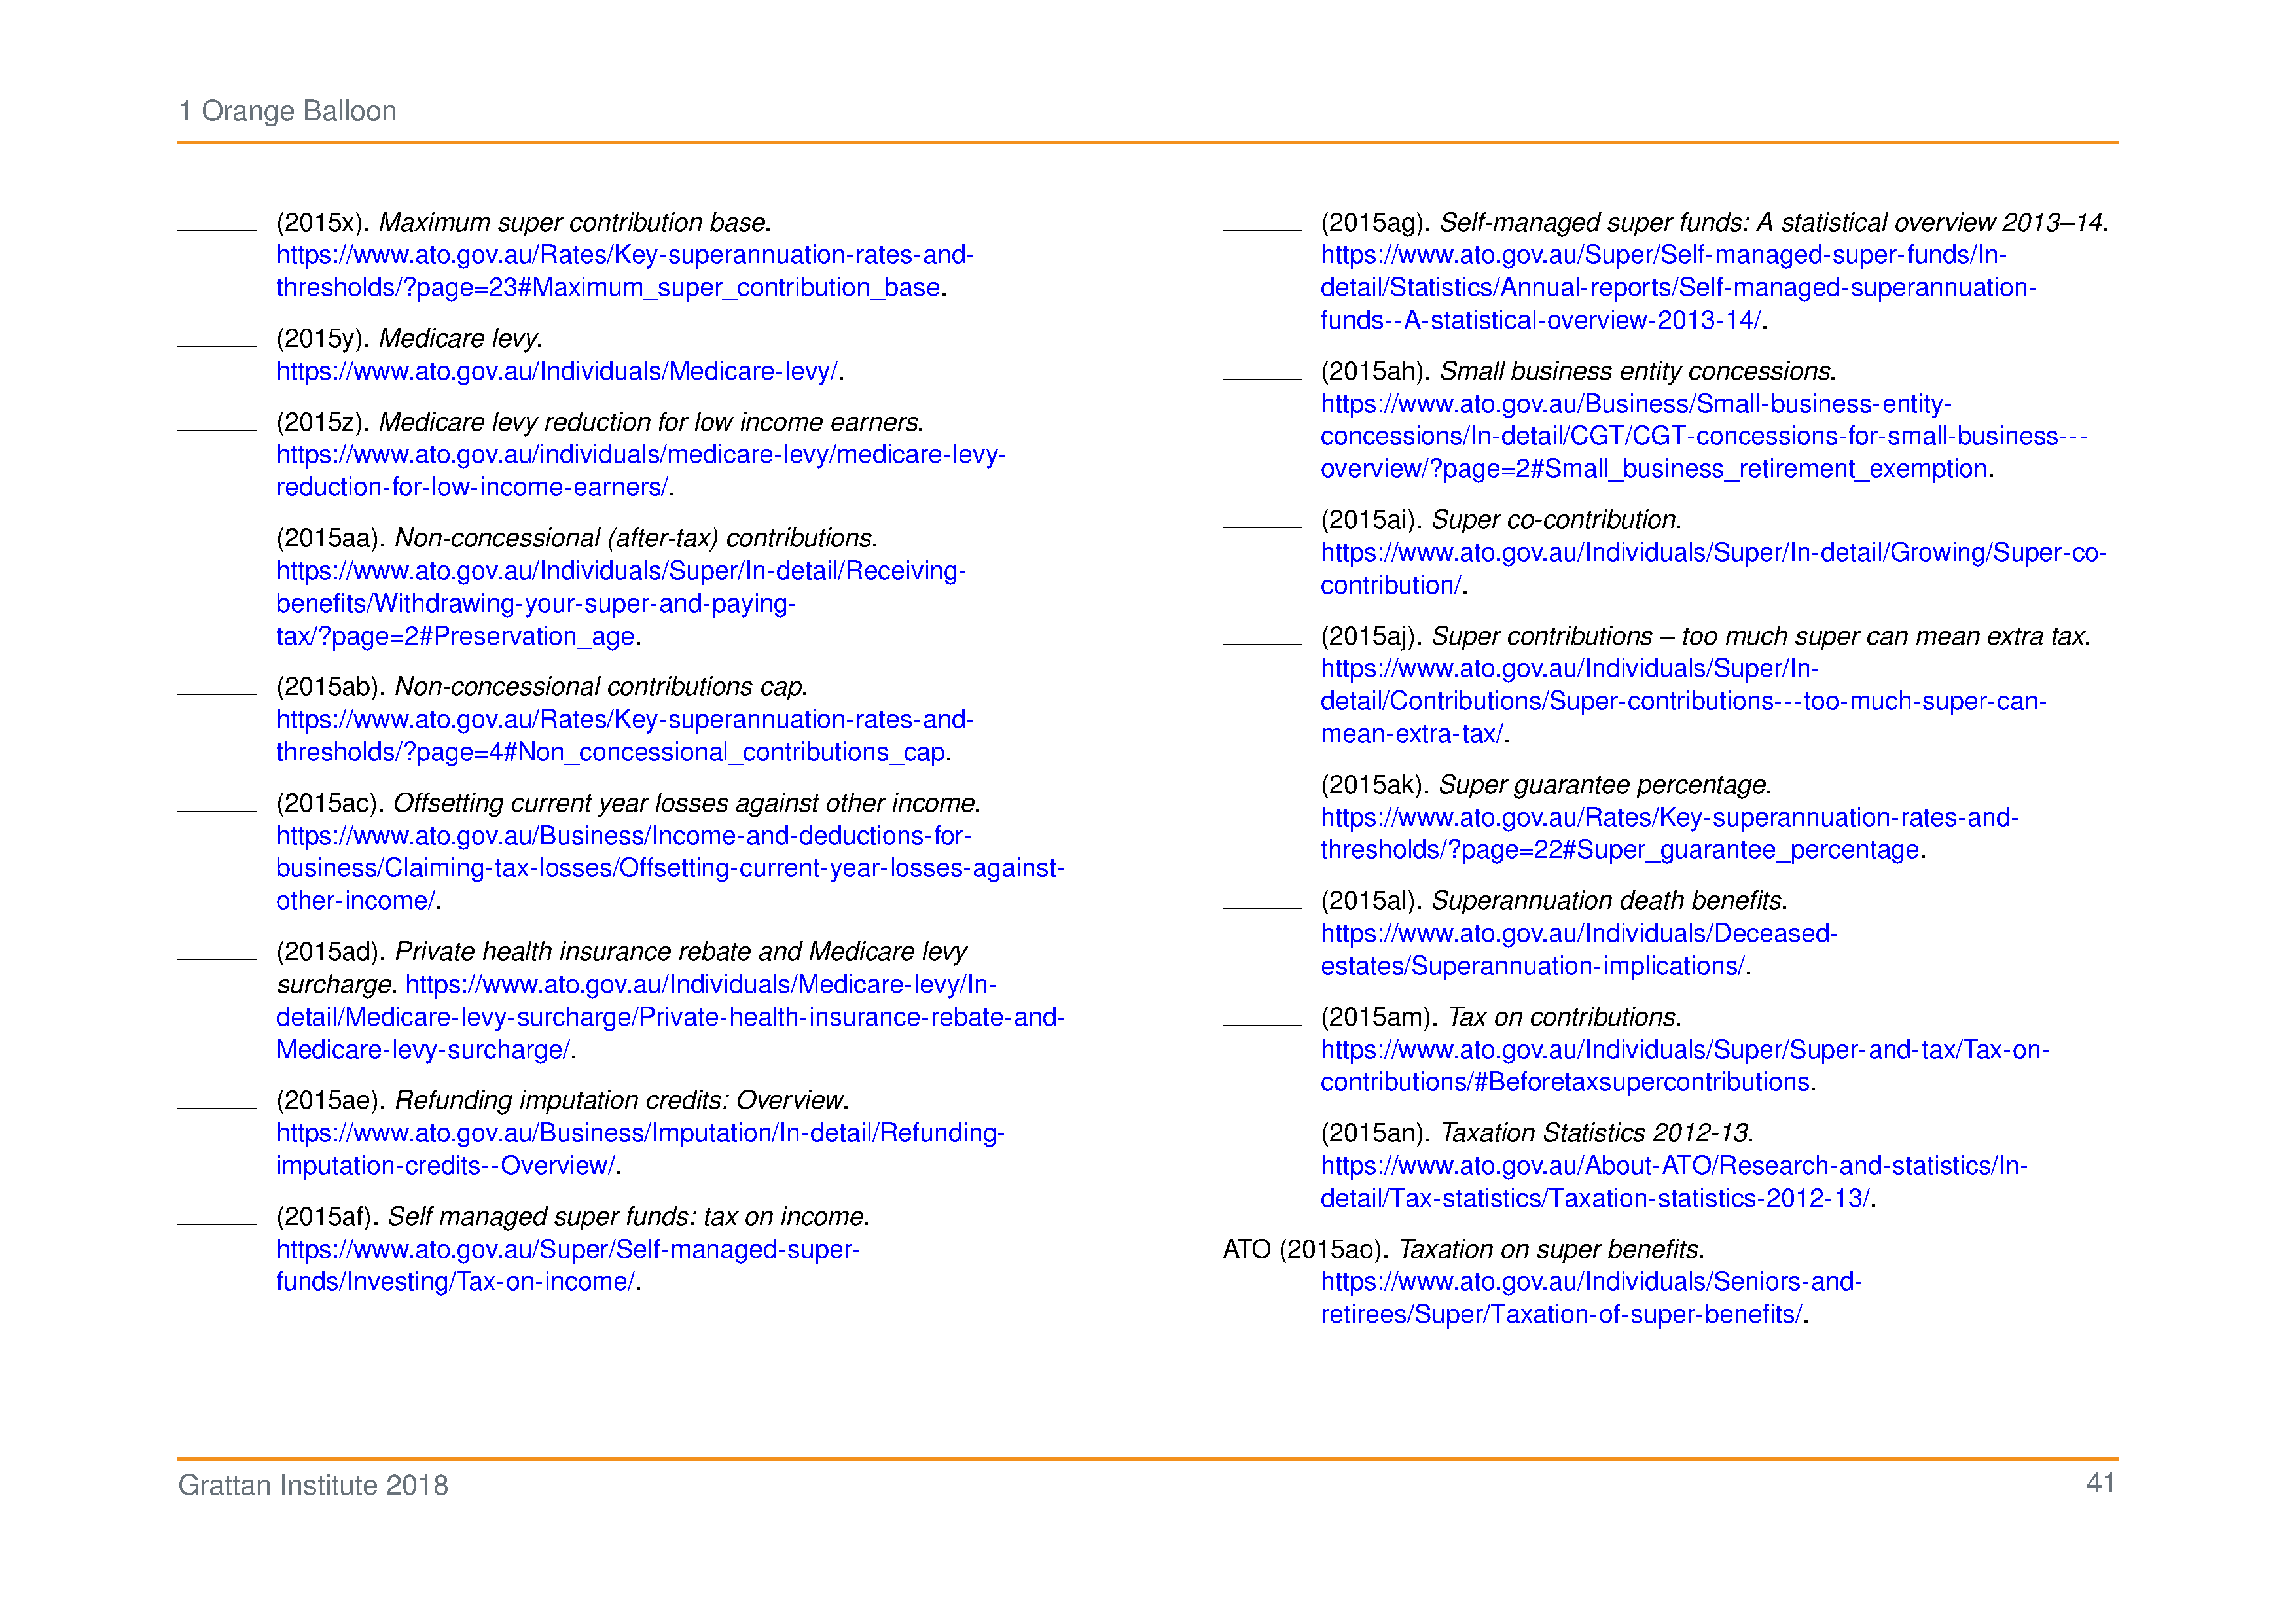 1 Orange Balloon
(2015x). Maximum super contribution base.
https://www.ato.gov.au/Rates/Key-superannuation-rates-and-
thresholds/?page=23#Maximum_super_contribution_base.
(2015y). Medicare levy.
https://www.ato.gov.au/Individuals/Medicare-levy/.
(2015z). Medicare levy reduction for low income earners.
https://www.ato.gov.au/individuals/medicare-levy/medicare-levy-
reduction-for-low-income-earners/.
(2015aa). Non-concessional (after-tax) contributions.
https://www.ato.gov.au/Individuals/Super/In-detail/Receiving-
benefits/Withdrawing-your-super-and-paying-
tax/?page=2#Preservation_age.
(2015ab). Non-concessional contributions cap.
https://www.ato.gov.au/Rates/Key-superannuation-rates-and-
thresholds/?page=4#Non_concessional_contributions_cap.
(2015ac). Offsetting current year losses against other income.
https://www.ato.gov.au/Business/Income-and-deductions-for-
business/Claiming-tax-losses/Offsetting-current-year-losses-against-
other-income/.
(2015ad). Private health insurance rebate and Medicare levy
surcharge. https://www.ato.gov.au/Individuals/Medicare-levy/In-
detail/Medicare-levy-surcharge/Private-health-insurance-rebate-and-
Medicare-levy-surcharge/.
(2015ae). Refunding imputation credits: Overview.
https://www.ato.gov.au/Business/Imputation/In-detail/Refunding-
imputation-credits--Overview/.
(2015af). Self managed super funds: tax on income.
https://www.ato.gov.au/Super/Self-managed-super-
funds/Investing/Tax-on-income/.
(2015ag). Self-managed super funds: A statistical overview 2013–14.
https://www.ato.gov.au/Super/Self-managed-super-funds/In-
detail/Statistics/Annual-reports/Self-managed-superannuation-
funds--A-statistical-overview-2013-14/.
(2015ah). Small business entity concessions.
https://www.ato.gov.au/Business/Small-business-entity-
concessions/In-detail/CGT/CGT-concessions-for-small-business---
overview/?page=2#Small_business_retirement_exemption.
(2015ai). Super co-contribution.
https://www.ato.gov.au/Individuals/Super/In-detail/Growing/Super-co-
contribution/.
(2015aj). Super contributions – too much super can mean extra tax.
https://www.ato.gov.au/Individuals/Super/In-
detail/Contributions/Super-contributions---too-much-super-can-
mean-extra-tax/.
(2015ak). Super guarantee percentage.
https://www.ato.gov.au/Rates/Key-superannuation-rates-and-
thresholds/?page=22#Super_guarantee_percentage.
(2015al). Superannuation death benefits.
https://www.ato.gov.au/Individuals/Deceased-
estates/Superannuation-implications/.
(2015am). Tax on contributions.
https://www.ato.gov.au/Individuals/Super/Super-and-tax/Tax-on-
contributions/#Beforetaxsupercontributions.
(2015an). Taxation Statistics 2012-13.
https://www.ato.gov.au/About-ATO/Research-and-statistics/In-
detail/Tax-statistics/Taxation-statistics-2012-13/.
ATO (2015ao). Taxation on super benefits.
https://www.ato.gov.au/Individuals/Seniors-and-
retirees/Super/Taxation-of-super-benefits/.
Grattan Institute 2018
41